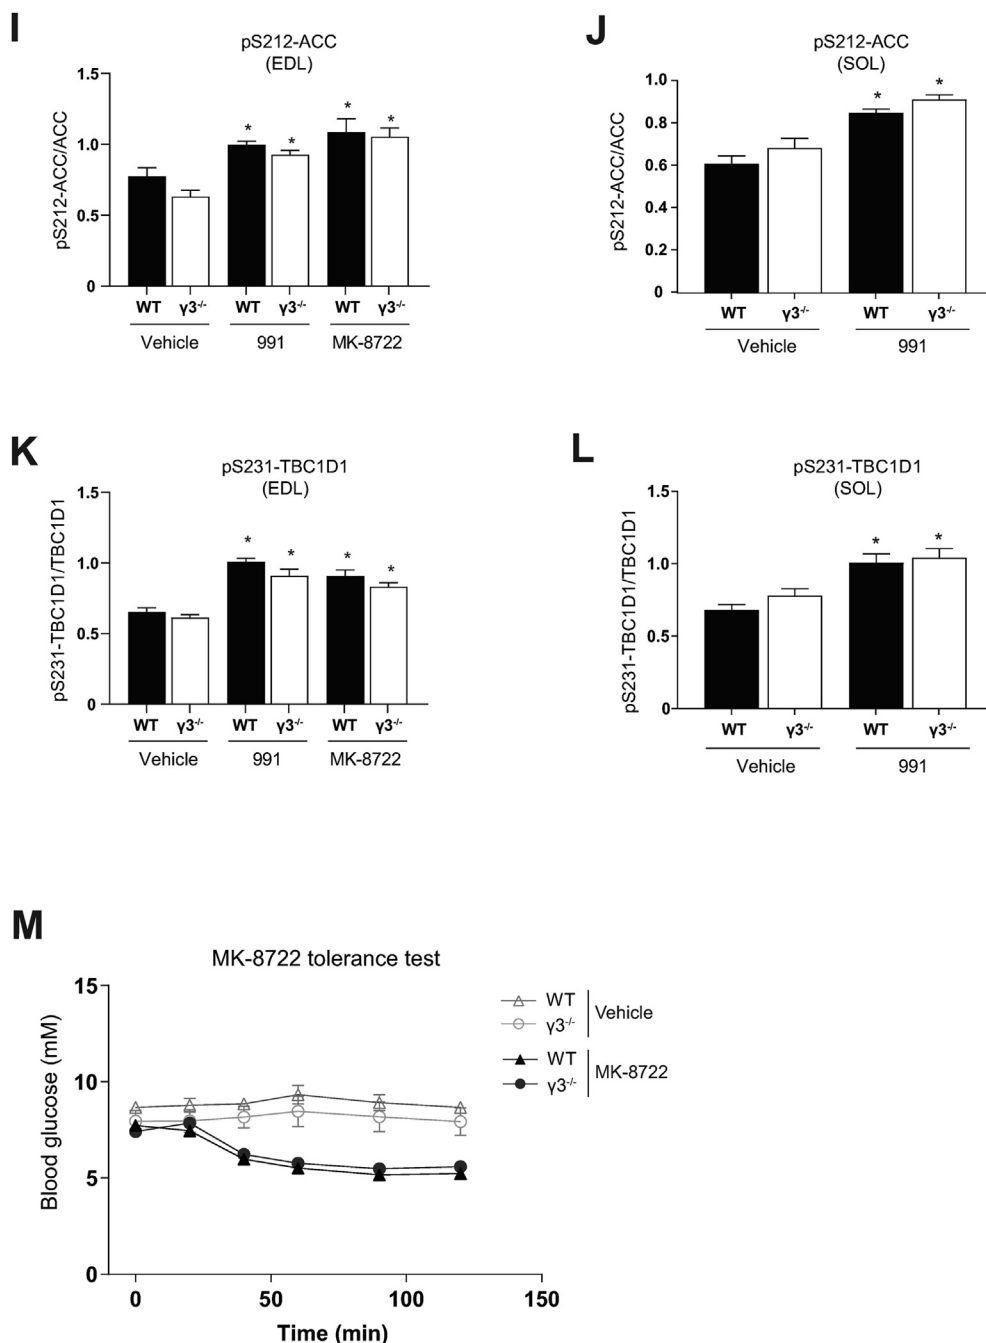 I
pS212-ACC
(EDL)
pS212-ACC/ACC
1.5
1.0
0.5
0
* * * *
WT γ3-/- WT γ3-/- WT γ3-/-
Vehicle 991 MK-8722
J
pS212-ACC
(SOL)
pS212-ACC/ACC
1.0
0.8
0.6
0.4
0.2
0
* *
WT γ3-/- WT γ3-/-
Vehicle 991
K
pS231-TBC1D1
(EDL)
pS231-TBC1D1/TBC1D1
1.5
1.0
0.5
0
* * * *
WT γ3-/- WT γ3-/- WT γ3-/-
Vehicle 991 MK-8722
L
pS231-TBC1D1
(SOL)
pS231-TBC1D1/TBC1D1
1.5
1.0
0.5
0
* *
WT γ3-/- WT γ3-/-
Vehicle 991
M
MK-8722 tolerance test
Blood glucose (mM)
15
10
5
0
0 50 100 150
Time (min)
WT
γ3-/-
Vehicle
WT
γ3-/-
MK-8722